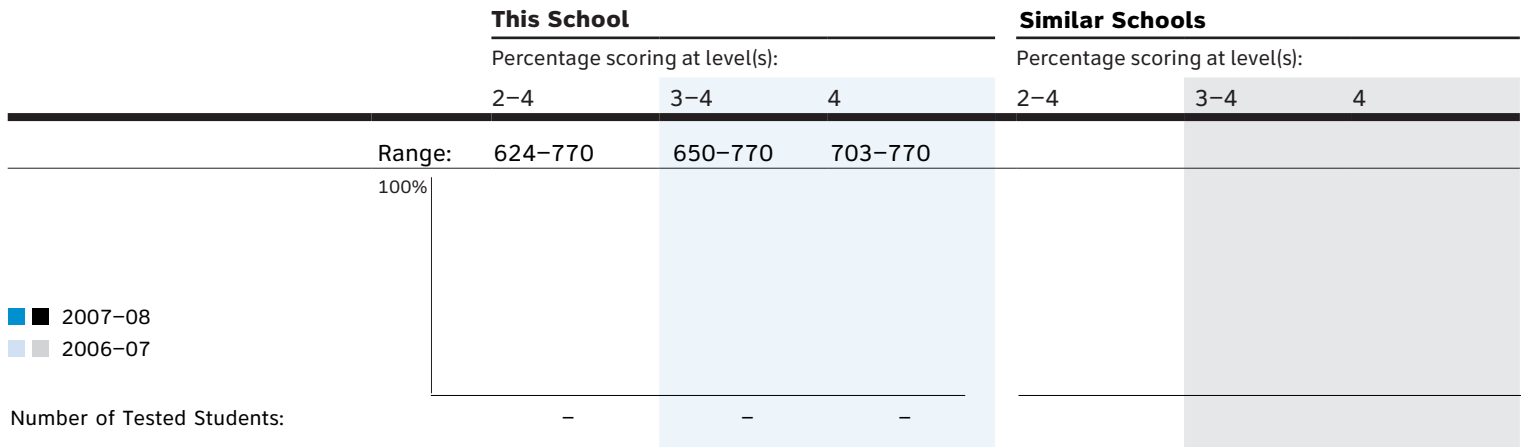 This School Similar Schools
Percentage scoring at level(s): Percentage scoring at level(s):
2–4 3–4 4 2–4 3–4 4
Range: 624–770 650–770 703–770
100%
2007–08
2006–07
Number of Tested Students: – – –